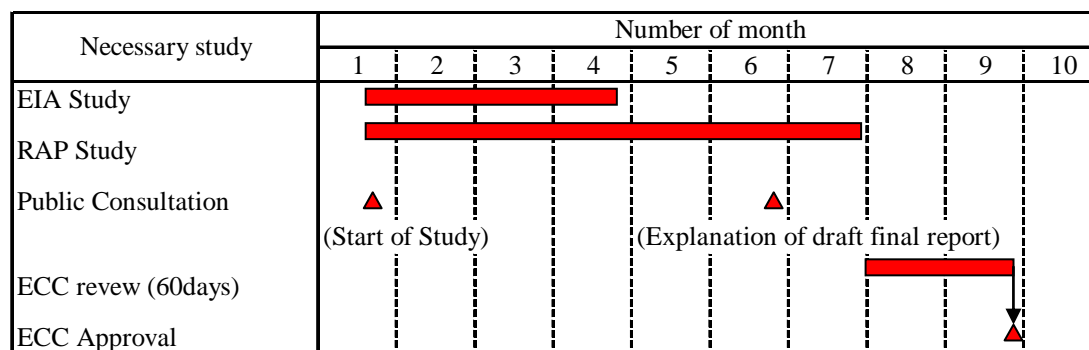 Necessary study
Number of month
1 2 3 4 5 6 7 8 9 10
EIA Study
RAP Study
Public Consultation
(Start of Study) (Explanation of draft final report)
ECC revew (60days)
ECC Approval